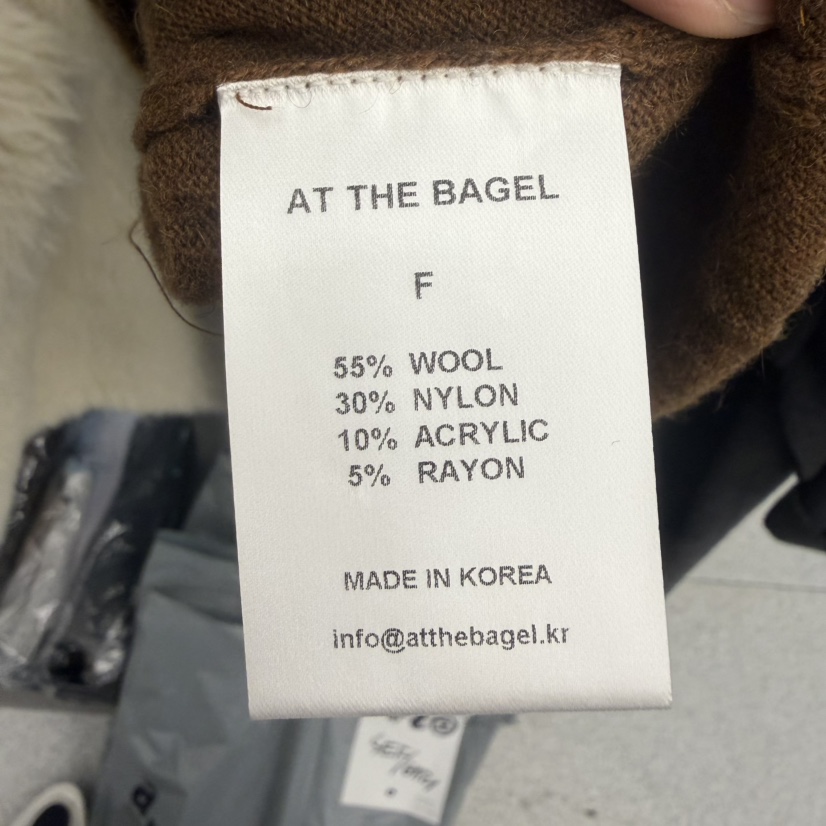 AT THE BAGEL
F
55% WOOL
30% NYLON
10% ACRYLIC
5% RAYON
MADE IN KOREA
info@atthebagel.kr